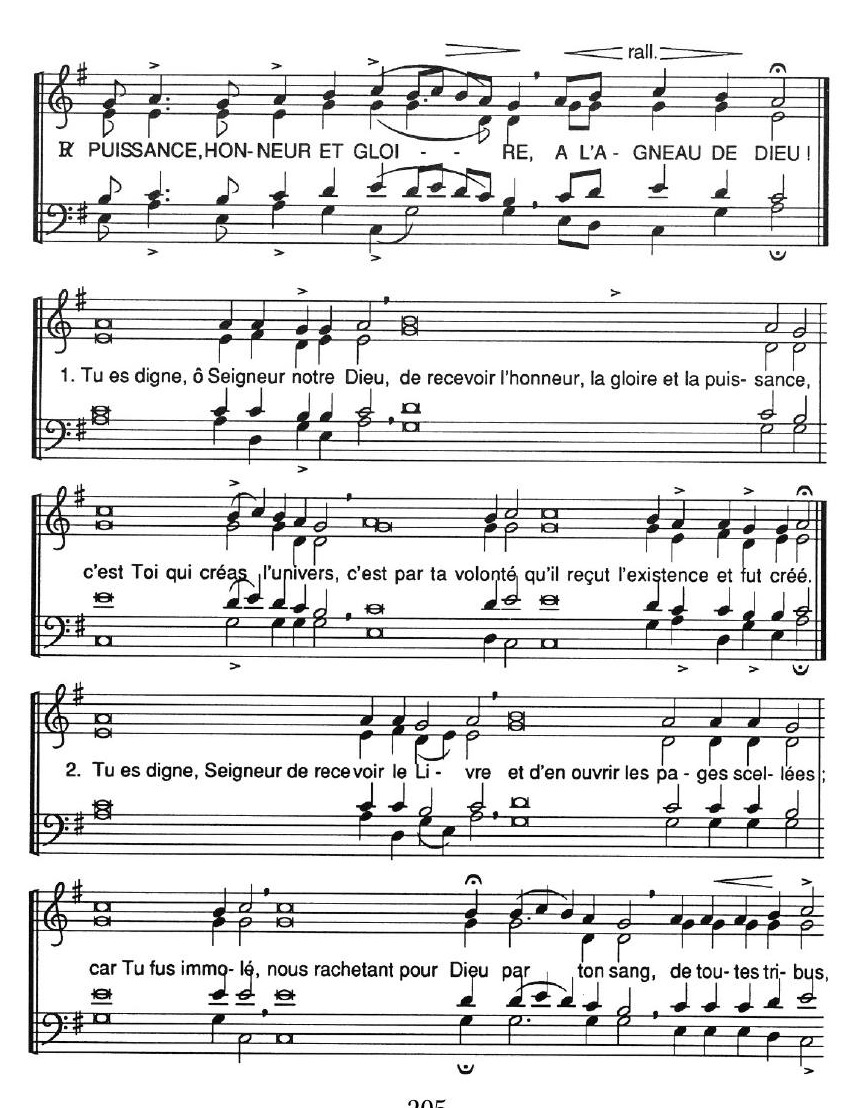 rall.
℟ PUISSANCE, HON- NEUR ET GLOI - - RE, A L'A - GNEAU DE DIEU !
1. Tu es digne, ô Seigneur notre Dieu, de recevoir l'honneur, la gloire et la puis- sance,
c'est Toi qui créas l'univers, c'est par ta volonté qu'il reçut l'existence et fut créé.
2. Tu es digne, Seigneur de recevoir le Li - vre et d'en ouvrir les pa - ges scel- lées ;
car Tu fus immo- lé, nous rachetant pour Dieu par ton sang, de tou- tes tri- bus,
205